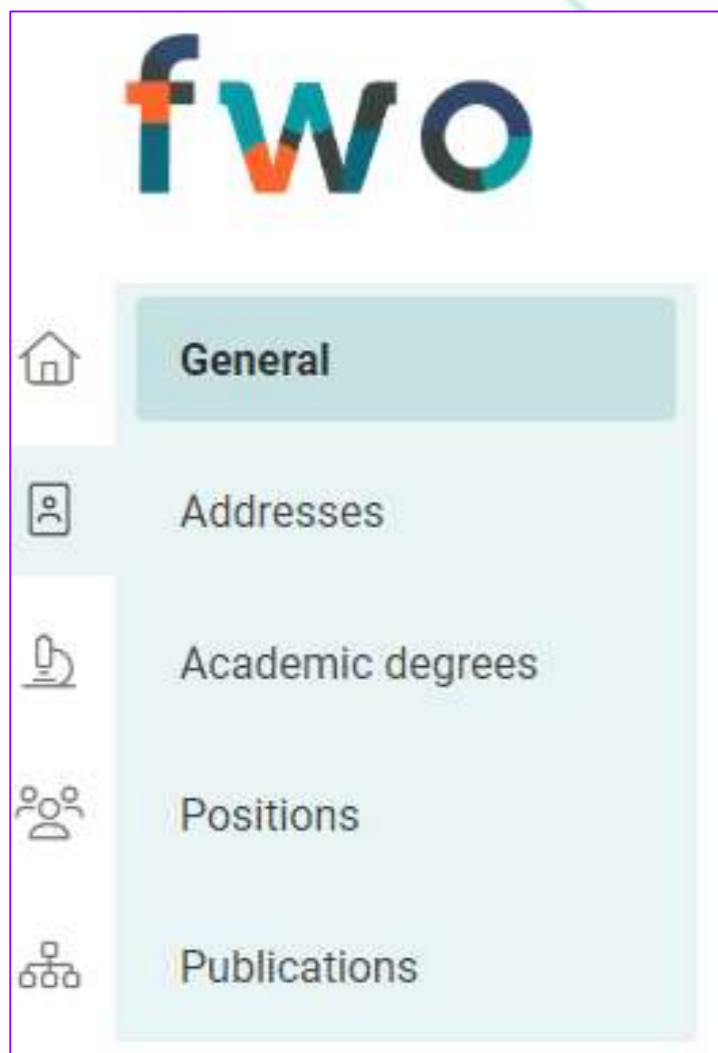 fwo
General
Addresses
Academic degrees
Positions
Publications